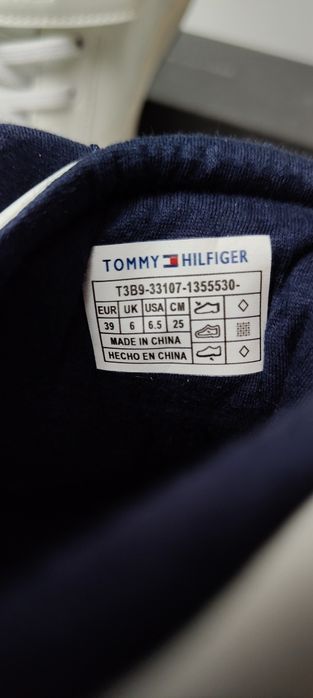 TOMMY HILFIGER
T3B9-33107-1355530-
EUR UK USA CM
39 6 6.5 25
MADE IN CHINA
HECHO EN CHINA